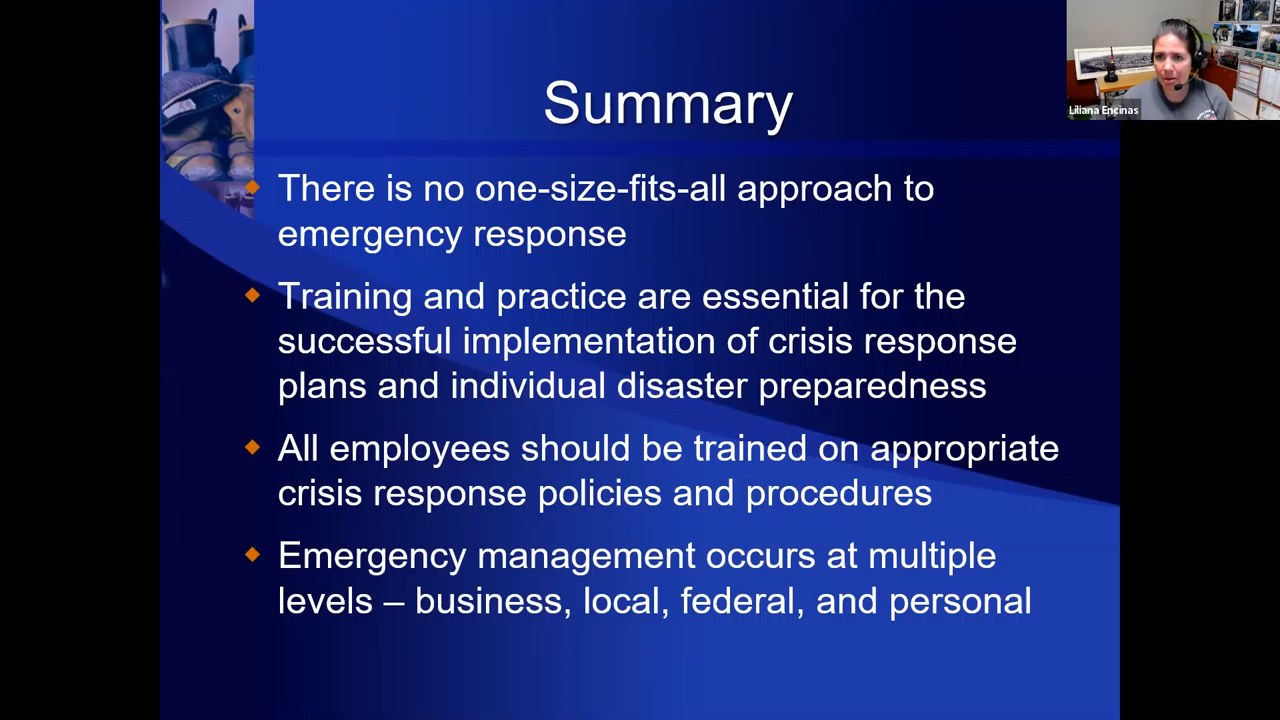 Summary
Liliana Encinas
There is no one-size-fits-all approach to
emergency response
Training and practice are essential for the
successful implementation of crisis response
plans and individual disaster preparedness
All employees should be trained on appropriate
crisis response policies and procedures
Emergency management occurs at multiple
levels – business, local, federal, and personal